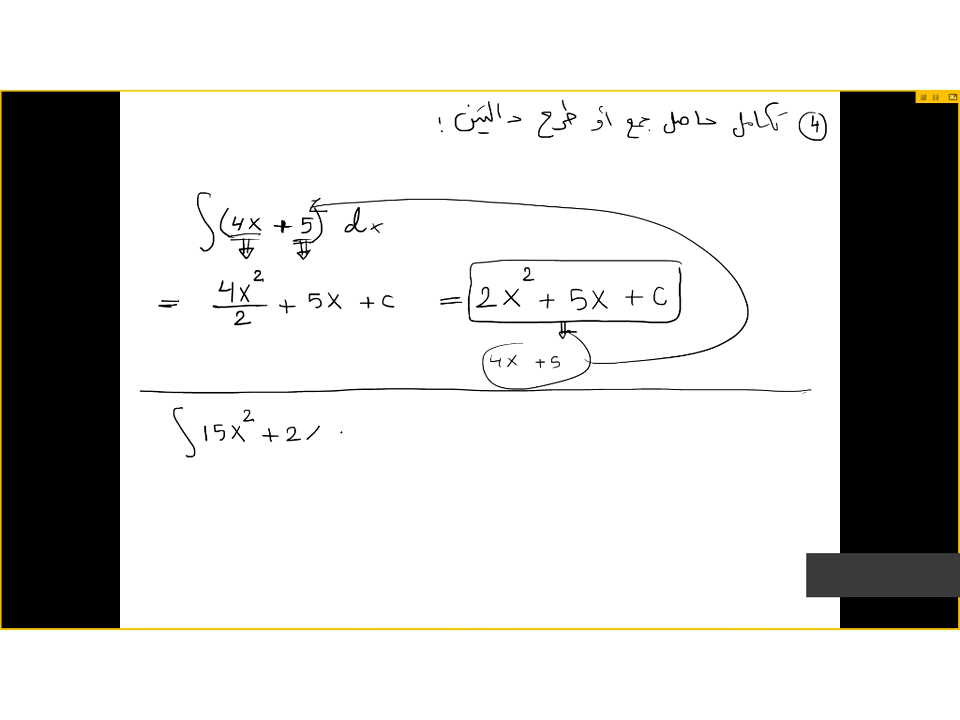 ④ تكامل حاصل جمع أو طرح دالتين :
∫(4x + 5) dx
= 4x²/2 + 5x + c = 2x² + 5x + c
4x + 5
∫15x² + 2